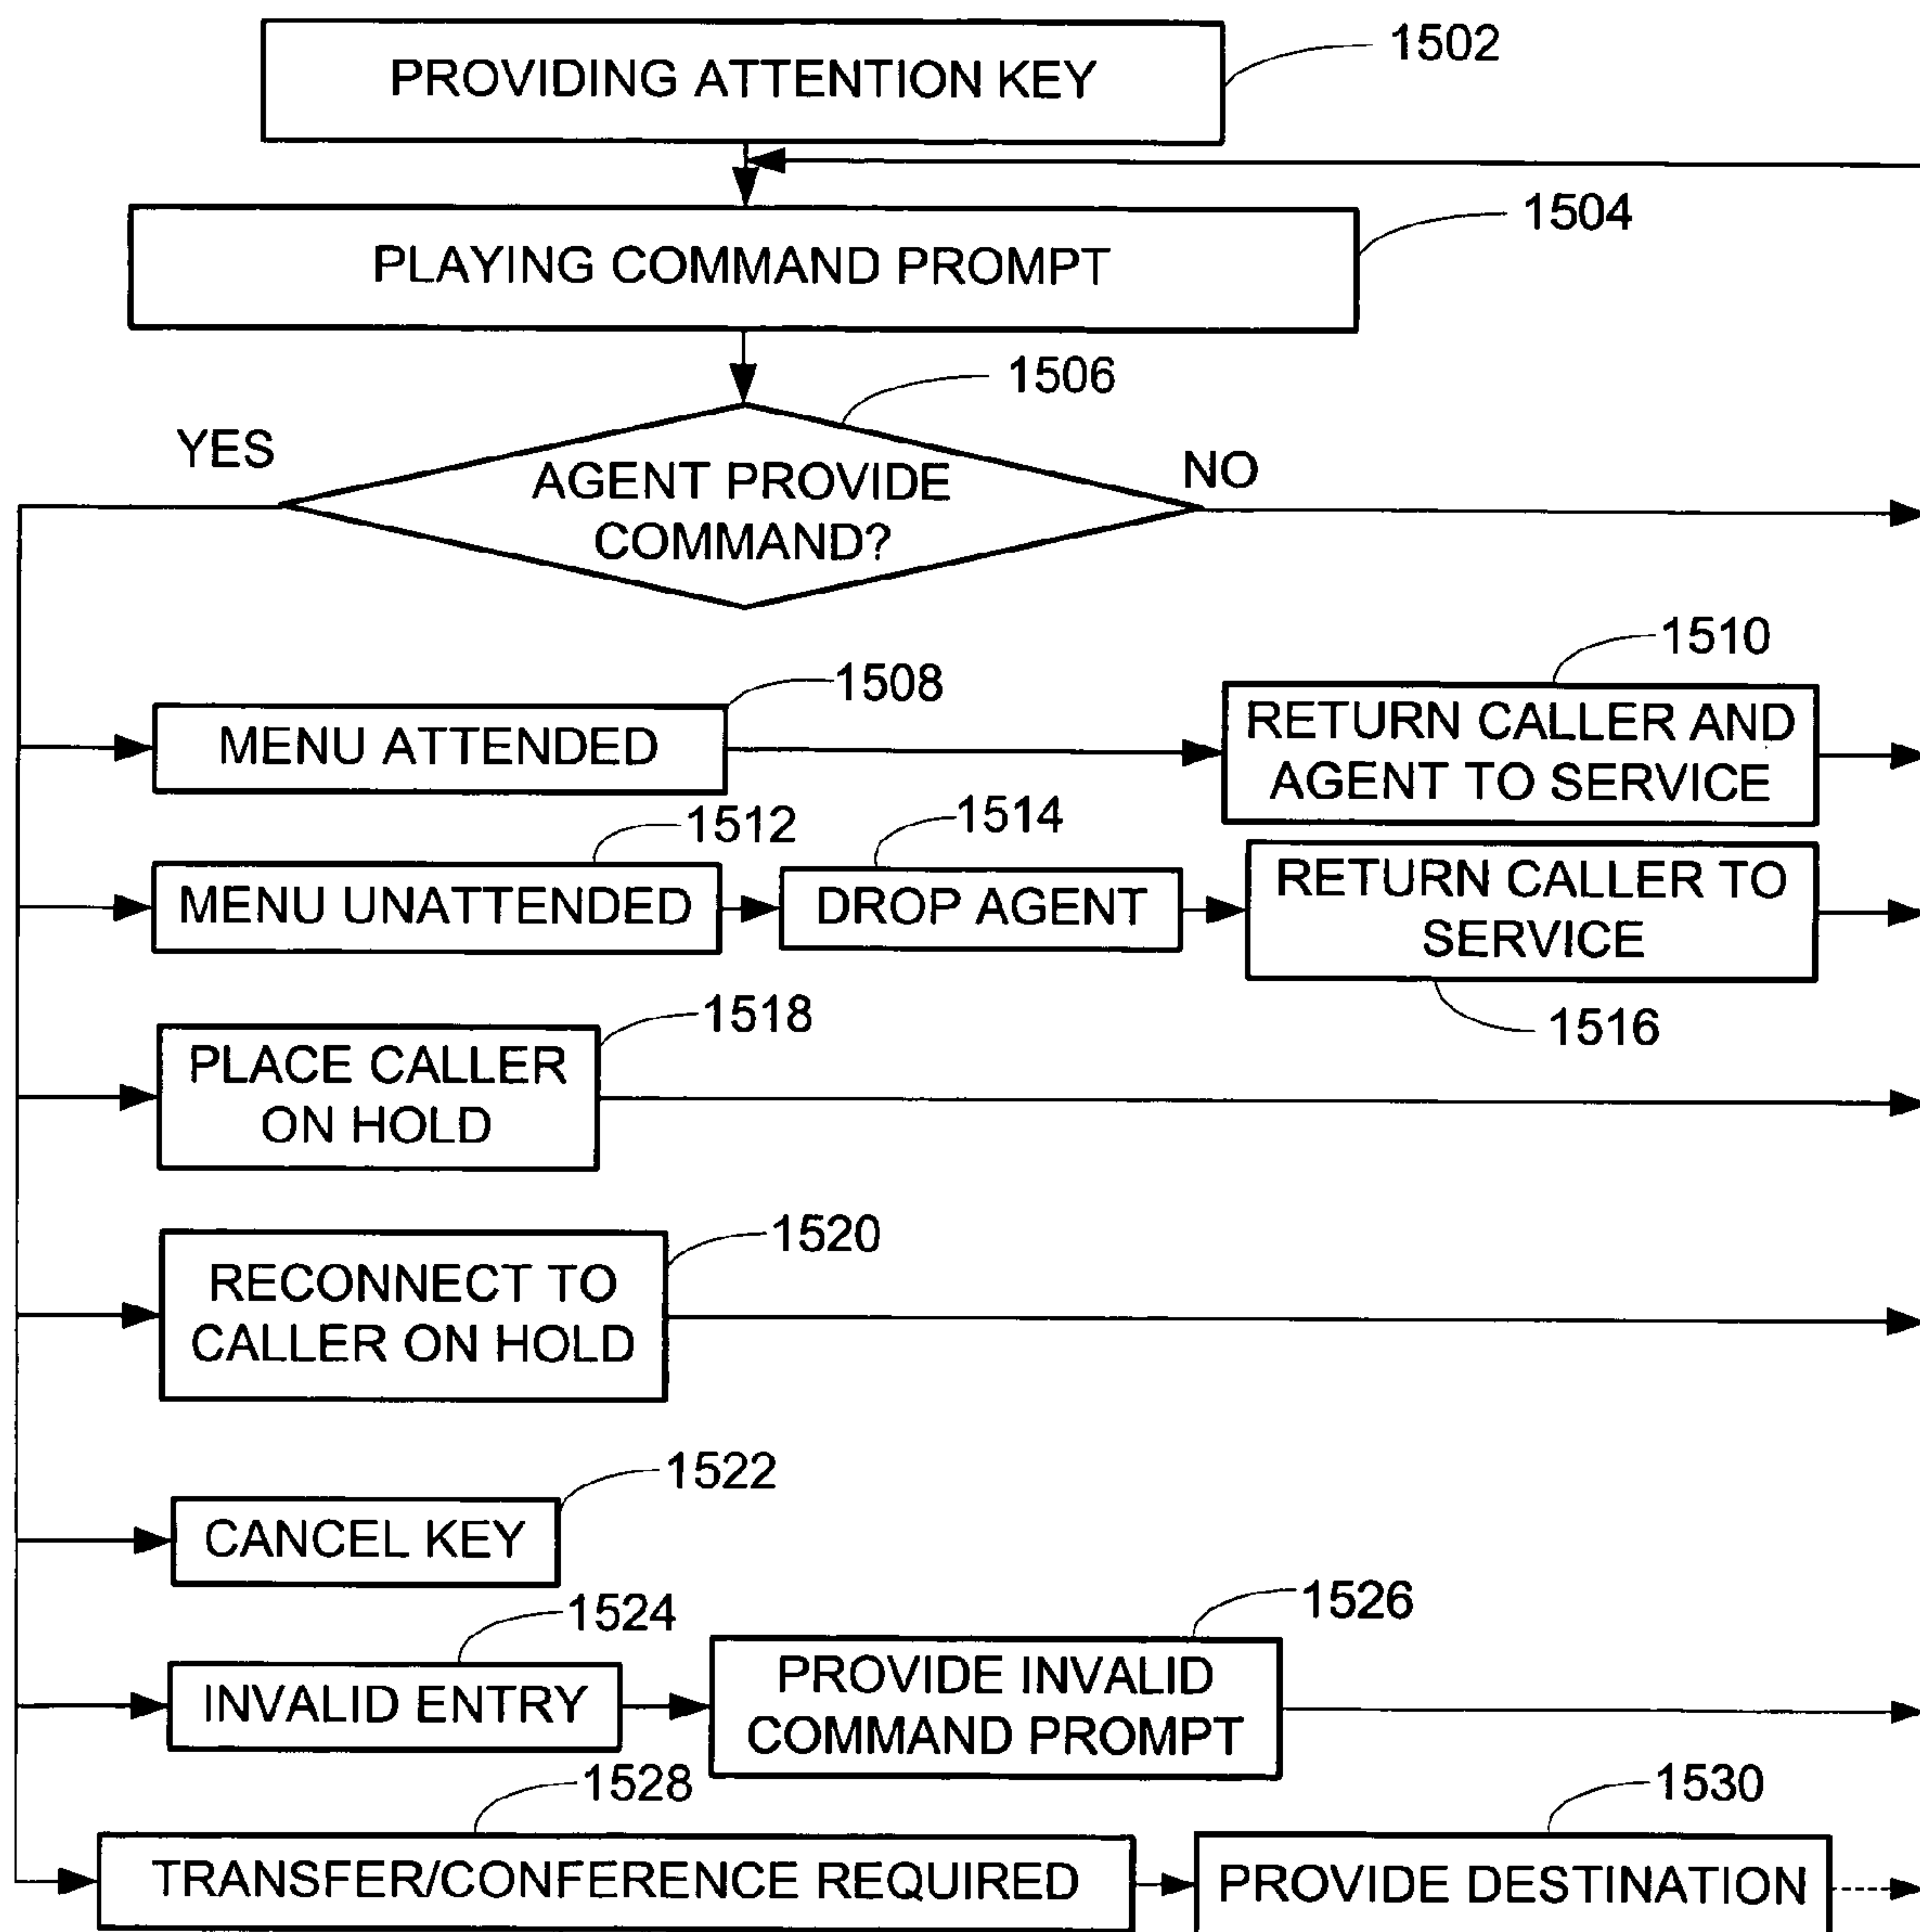 1502
PROVIDING ATTENTION KEY
1504
PLAYING COMMAND PROMPT
1506
YES
NO
AGENT PROVIDE
COMMAND?
1508
1510
MENU ATTENDED
RETURN CALLER AND
AGENT TO SERVICE
1512
1514
MENU UNATTENDED
DROP AGENT
RETURN CALLER TO
SERVICE
1516
1518
PLACE CALLER
ON HOLD
1520
RECONNECT TO
CALLER ON HOLD
1522
CANCEL KEY
1524
1526
INVALID ENTRY
PROVIDE INVALID
COMMAND PROMPT
1528
1530
TRANSFER/CONFERENCE REQUIRED
PROVIDE DESTINATION